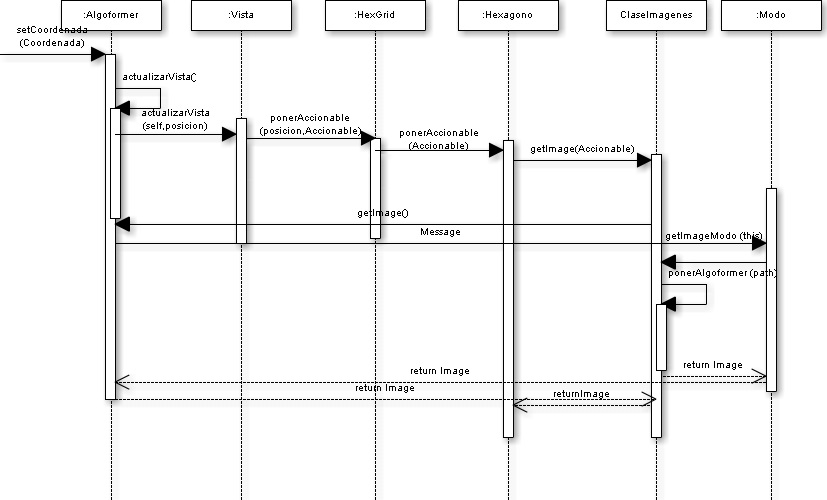 :Algoformer
:Vista
:HexGrid
:Hexagono
ClaseImagenes
:Modo
setCoordenada
(Coordenada)
actualizarVista(
actualizarVista
(self,posicion)
ponerAccionable
(posicion,Accionable)
ponerAccionable
(Accionable)
getImage(Accionable)
getImage()
Message
getImageModo (this)
ponerAlgoformer (path)
return Image
return Image
return Image
returnImage